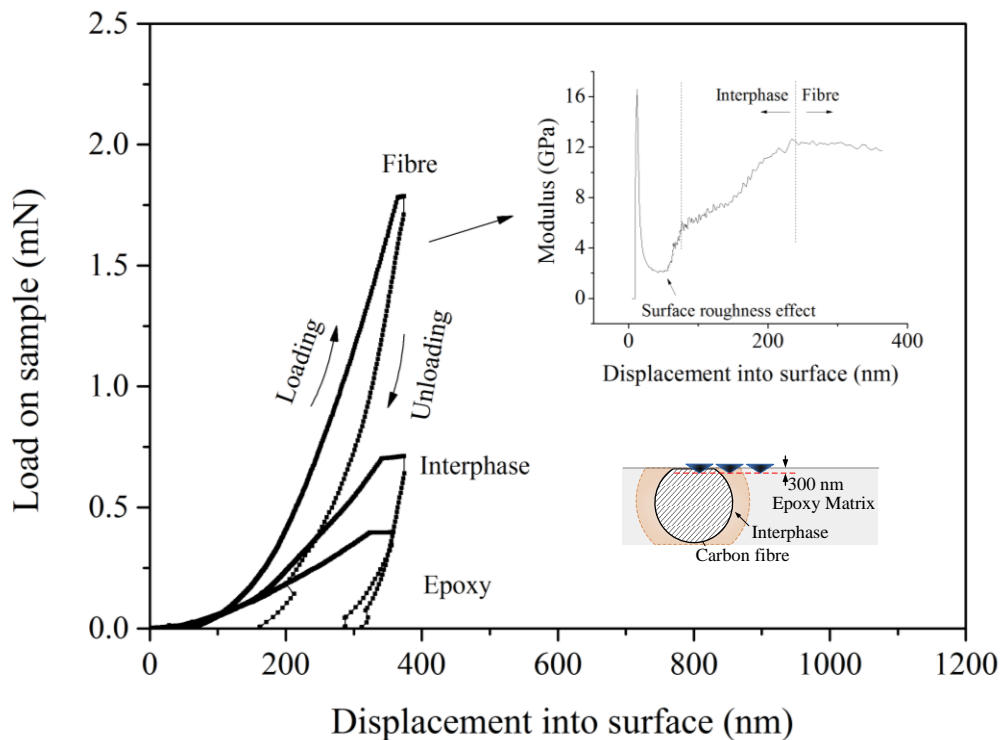 2.5
2.0
1.5
1.0
0.5
0.0
Load on sample (mN)
0
200
400
600
800
1000
1200
Displacement into surface (nm)
Fibre
Loading
Unloading
Interphase
Epoxy
16
12
8
4
0
Modulus (GPa)
Interphase
Fibre
Surface roughness effect
0
200
400
Displacement into surface (nm)
300 nm
Epoxy Matrix
Interphase
Carbon fibre